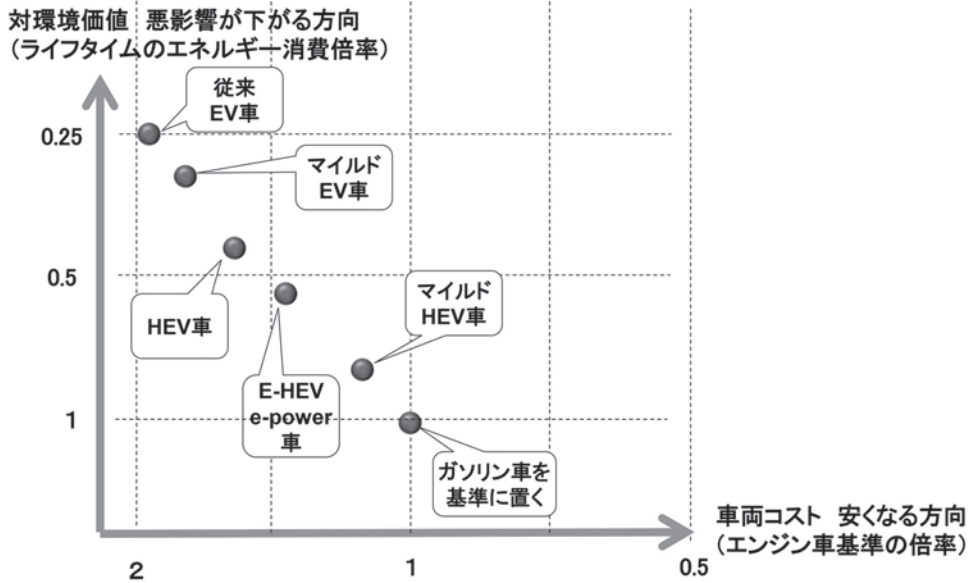 対環境価値 悪影響が下がる方向
(ライフタイムのエネルギー消費倍率)
従来
EV車
0.25
マイルド
EV車
0.5
マイルド
HEV車
HEV車
E-HEV
e-power
車
1
ガソリン車を
基準に置く
車両コスト 安くなる方向
(エンジン車基準の倍率)
2
1
0.5